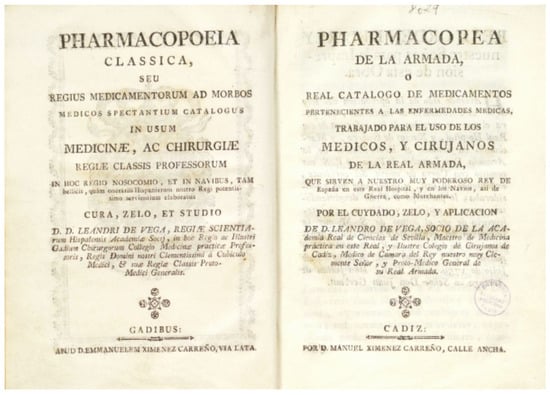 PHARMACOPOEIA
CLASSICA,
SEU
REGIUS MEDICAMENTORUM AD MORBOS
MEDICOS SPECTANTIUM CATALOGUS
IN USUM
MEDICINÆ, AC CHIRURGIÆ
REGIÆ CLASSIS PROFESSORUM
IN HOC REGIO NOSOCOMIO, ET IN NAVIBUS, TAM
bellicis, quàm onerariis Hispaniarum nostro Regi potentis-
simo servientium elaboratus
CURA, ZELO, ET STUDIO
D. D. LEANDRI DE VEGA, REGIÆ SCIENTIA-
rum Hispalensis Academiæ Socij, in hoc Regio ac Illustri
Gadium Chirurgorum Collegio Medicinæ practicæ Profes-
soris, Regis Domini nostri Clementissimi à Cubiculo
Medici, & suæ Regiæ Classis Proto-
Medici Generalis.
GADIBUS:
APUD D. EMMANUELEM XIMENEZ CARREÑO, VIA LATA.
8029
PHARMACOPEA
DE LA ARMADA,
O
REAL CATALOGO DE MEDICAMENTOS
PERTENECIENTES A LAS ENFERMEDADES MEDICAS,
TRABAJADO PARA EL USO DE LOS
MEDICOS, Y CIRUJANOS
DE LA REAL ARMADA,
QUE SIRVEN A NUESTRO MUY PODEROSO REY DE
España en este Real Hospital, y en los Navios, asi de
Guerra, como Marchantes.
POR EL CUYDADO, ZELO, Y APLICACION
DE D. LEANDRO DE VEGA, SOCIO DE LA ACA-
demia Real de Ciencias de Sevilla, Maestro de Medicina
práctica en este Real, y Ilustre Colegio de Cirujanos de
Cadiz, Medico de Camara del Rey nuestro muy Cle-
mente Señor, y Proto-Medico General de
su Real Armada.
CADIZ:
POR D. MANUEL XIMENEZ CARREÑO, CALLE ANCHA.